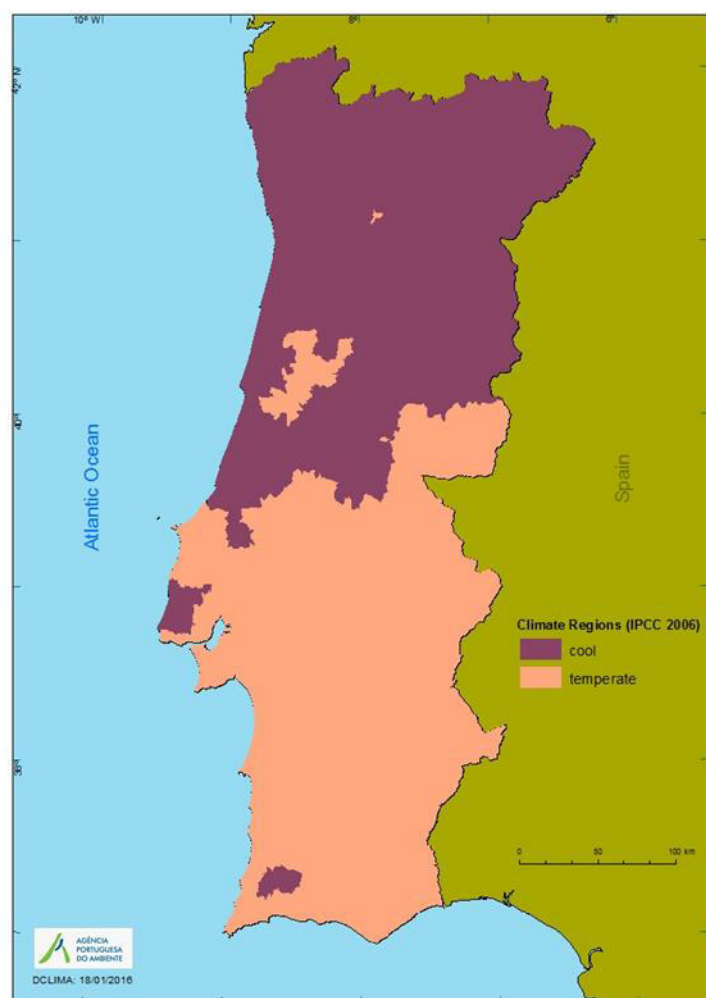 10° W
8°
6°
42° N
40°
38°
Atlantic Ocean
Spain
Climate Regions (IPCC 2006)
cool
temperate
0 50 100 km
AGÊNCIA
PORTUGUESA
DO AMBIENTE
DCLIMA: 18/01/2016